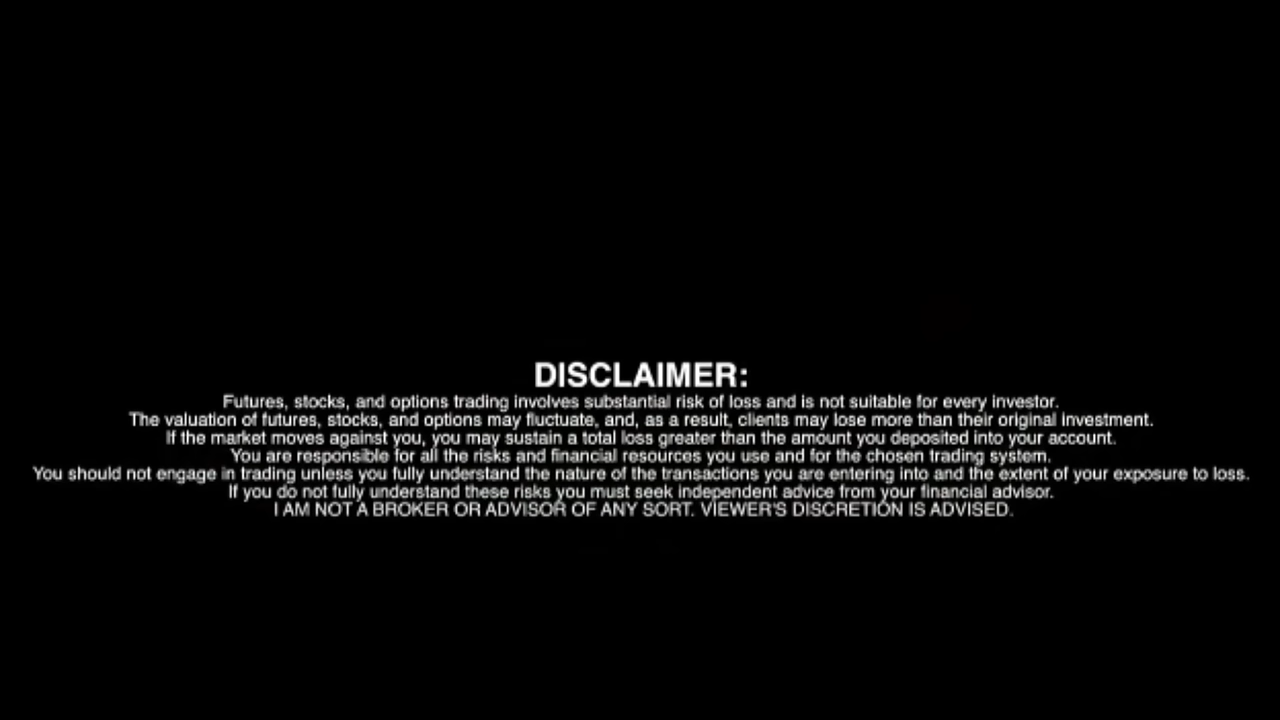 DISCLAIMER:
Futures, stocks, and options trading involves substantial risk of loss and is not suitable for every investor.
The valuation of futures, stocks, and options may fluctuate, and, as a result, clients may lose more than their original investment.
If the market moves against you, you may sustain a total loss greater than the amount you deposited into your account.
You are responsible for all the risks and financial resources you use and for the chosen trading system.
You should not engage in trading unless you fully understand the nature of the transactions you are entering into and the extent of your exposure to loss.
If you do not fully understand these risks you must seek independent advice from your financial advisor.
I AM NOT A BROKER OR ADVISOR OF ANY SORT. VIEWER'S DISCRETION IS ADVISED.